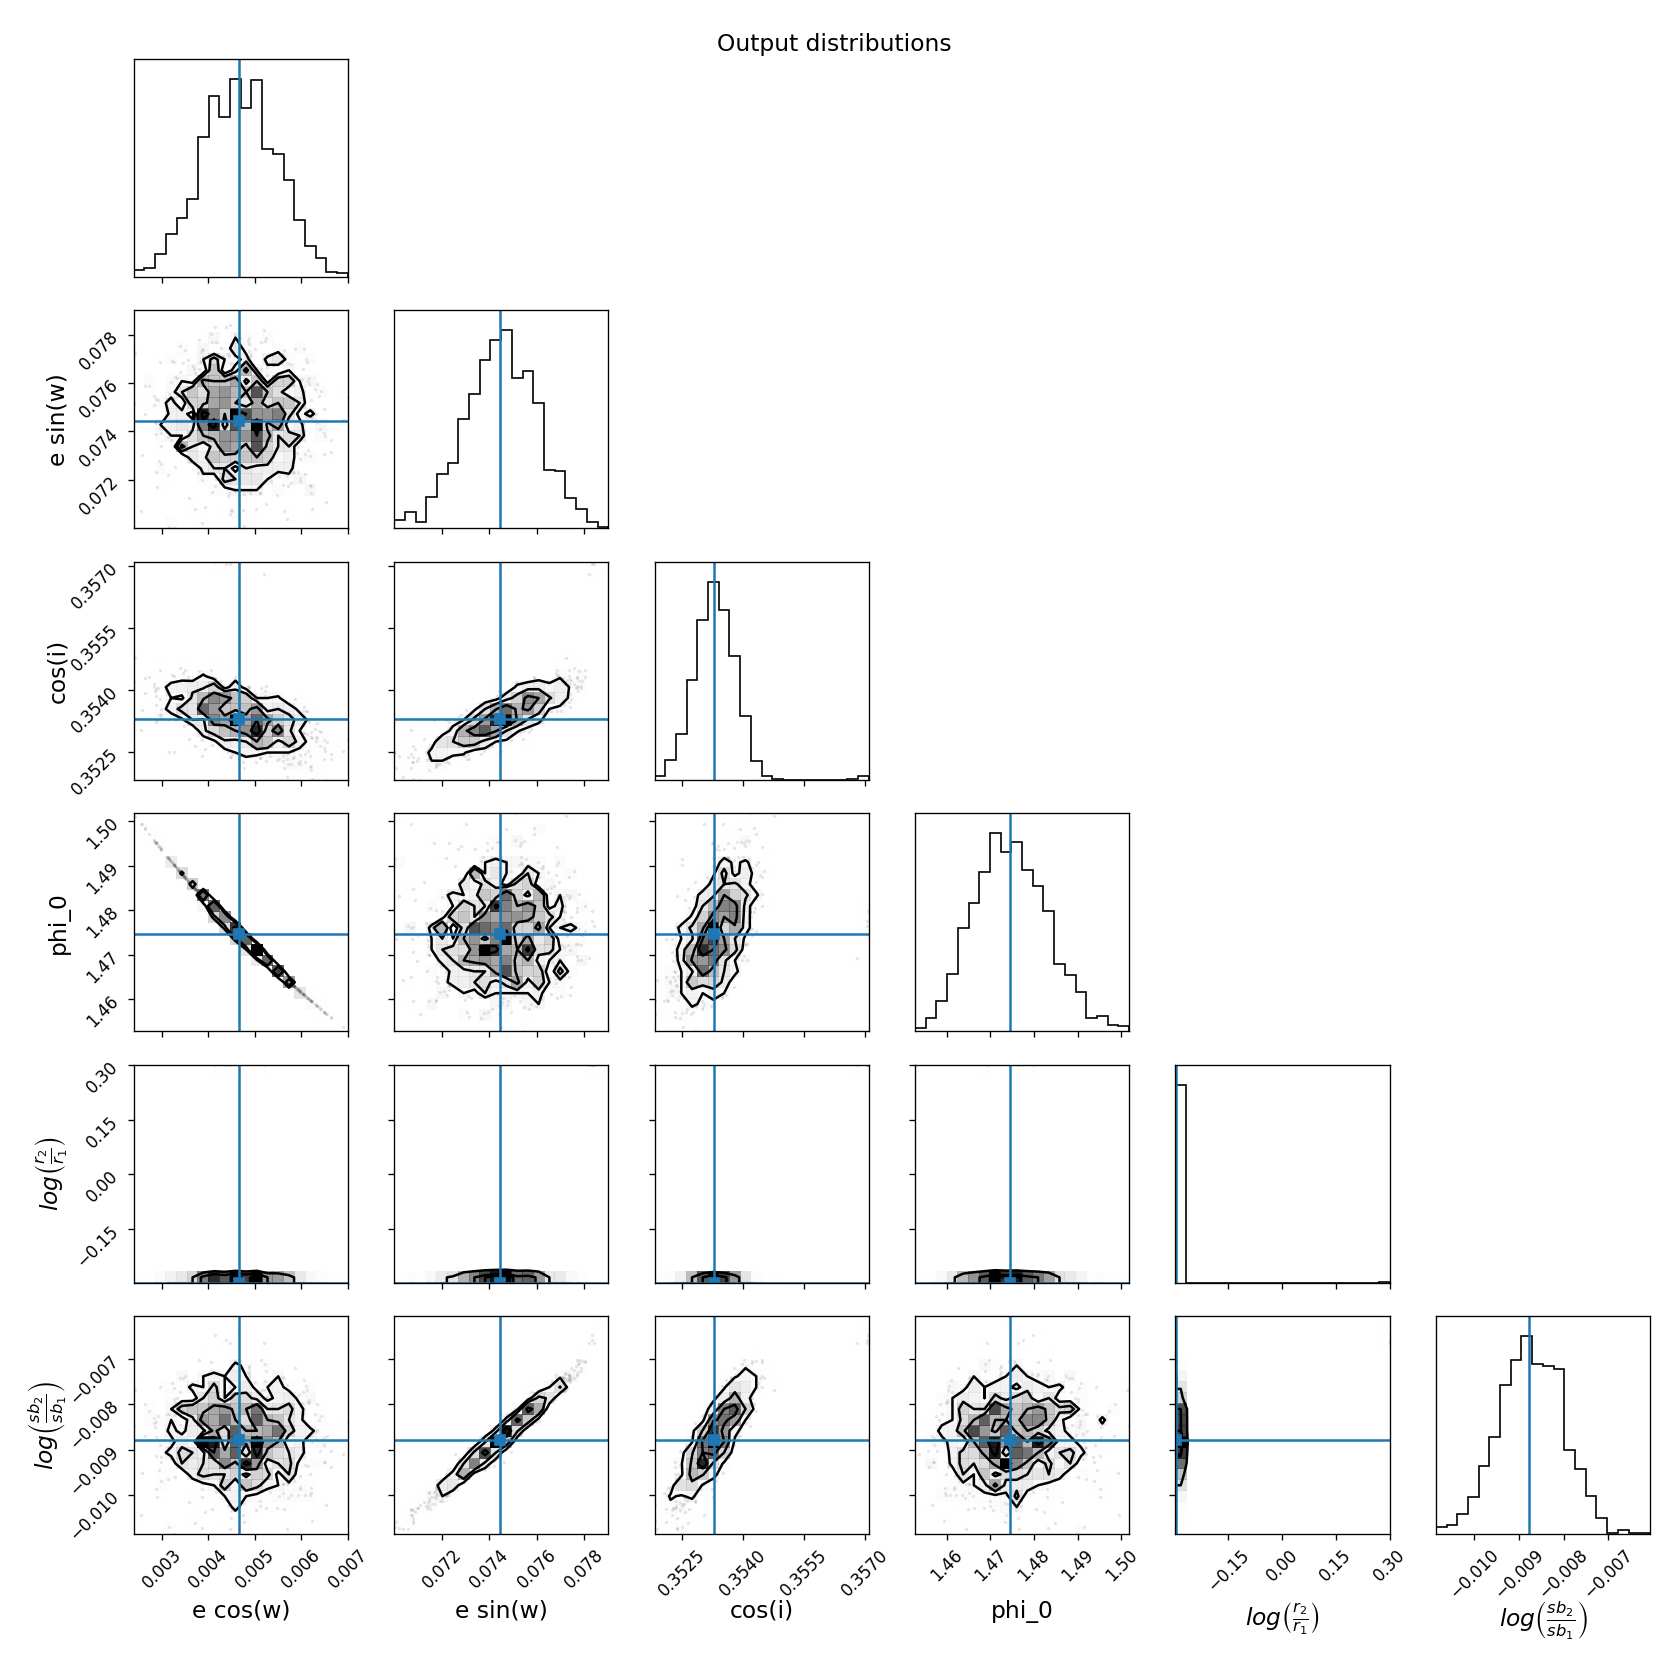 Output distributions
0.078
0.076
0.074
0.072
e sin(w)
0.3570
0.3555
0.3540
0.3525
cos(i)
1.50
1.49
1.48
1.47
1.46
phi_0
0.30
0.15
0.00
−0.15
log(r₂/r₁)
−0.007
−0.008
−0.009
−0.010
log(sb₂/sb₁)
0.003 0.004 0.005 0.006 0.007
0.072 0.074 0.076 0.078
0.3525 0.3540 0.3555 0.3570
1.46 1.47 1.48 1.49 1.50
−0.15 0.00 0.15 0.30
−0.010 −0.009 −0.008 −0.007
e cos(w)
e sin(w)
cos(i)
phi_0
log(r₂/r₁)
log(sb₂/sb₁)